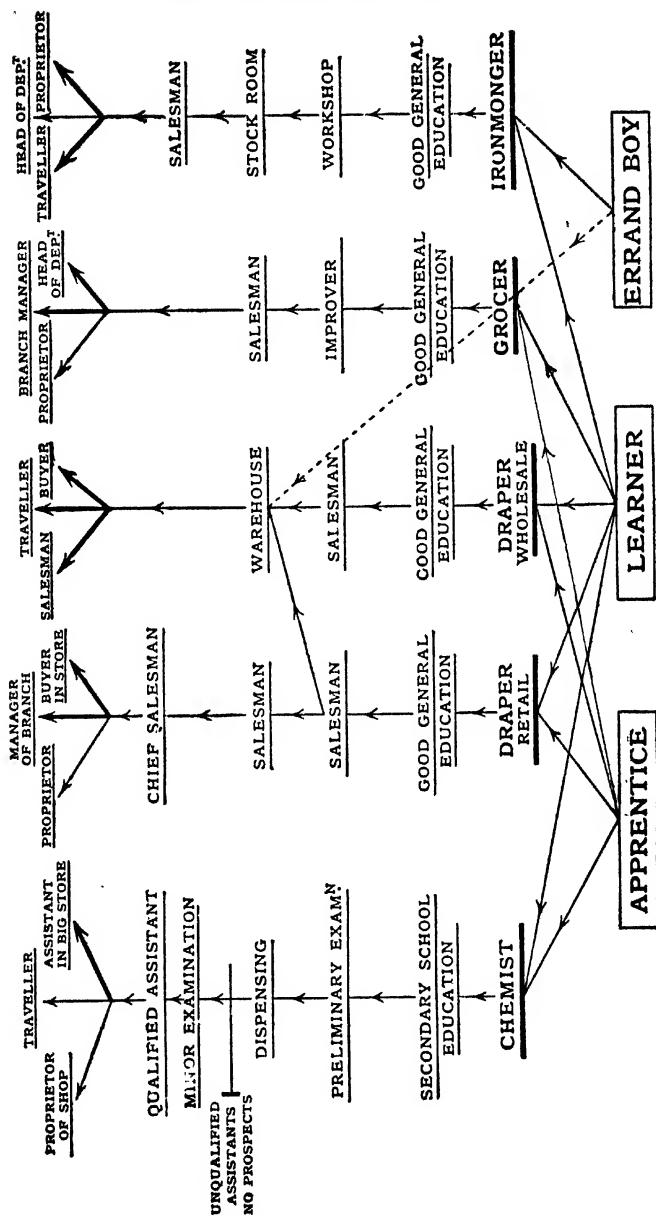 PROPRIETOR
OF SHOP
TRAVELLER
ASSISTANT
IN BIG STORE
QUALIFIED ASSISTANT
MINOR EXAMINATION
UNQUALIFIED
ASSISTANTS
NO PROSPECTS
DISPENSING
PRELIMINARY EXAMN
SECONDARY SCHOOL
EDUCATION
CHEMIST
PROPRIETOR
MANAGER
OF BRANCH
BUYER
IN STORE
CHIEF SALESMAN
SALESMAN
SALESMAN
GOOD GENERAL
EDUCATION
DRAPER
RETAIL
SALESMAN
TRAVELLER
BUYER
WAREHOUSE
SALESMAN
GOOD GENERAL
EDUCATION
DRAPER
WHOLESALE
PROPRIETOR
BRANCH MANAGER
HEAD
OF DEPT.
SALESMAN
IMPROVER
GOOD GENERAL
EDUCATION
GROCER
TRAVELLER
HEAD OF DEPT.
PROPRIETOR
SALESMAN
STOCK ROOM
WORKSHOP
GOOD GENERAL
EDUCATION
IRONMONGER
APPRENTICE
LEARNER
ERRAND BOY